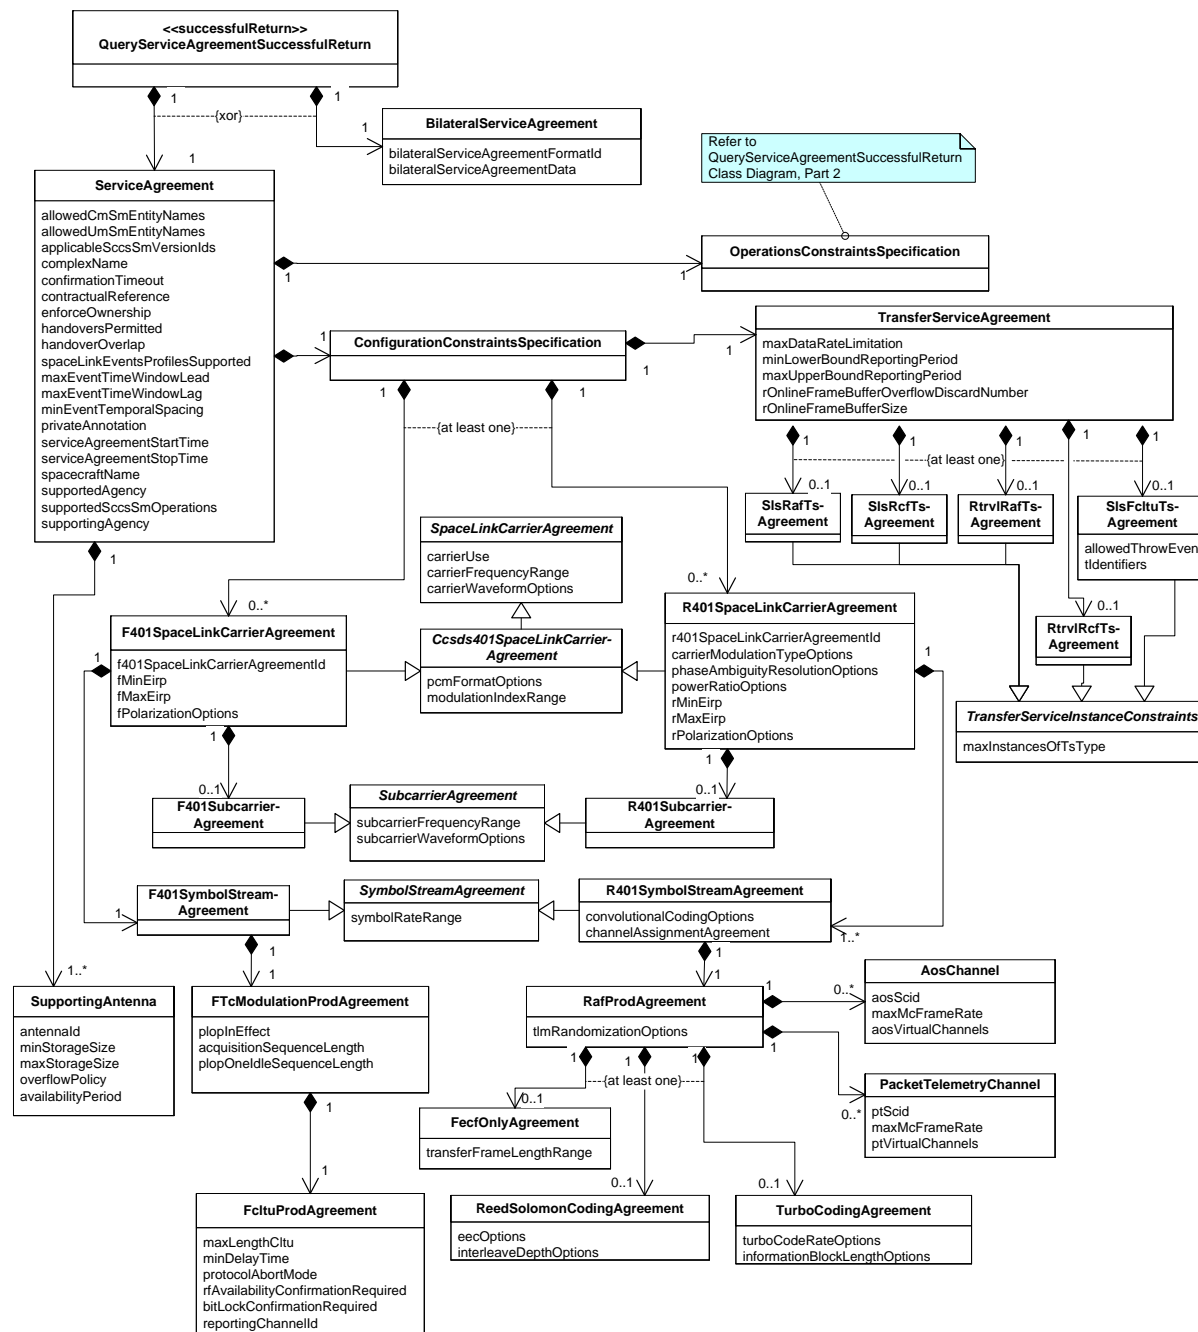 <<successfulReturn>>
QueryServiceAgreementSuccessfulReturn
1
1
{xor}
1
1
BilateralServiceAgreement
bilateralServiceAgreementFormatId
bilateralServiceAgreementData
Refer to
QueryServiceAgreementSuccessfulReturn
Class Diagram, Part 2
ServiceAgreement
allowedCmSmEntityNames
allowedUmSmEntityNames
applicableSccsSmVersionIds
complexName
confirmationTimeout
contractualReference
enforceOwnership
handoversPermitted
handoverOverlap
spaceLinkEventsProfilesSupported
maxEventTimeWindowLead
maxEventTimeWindowLag
minEventTemporalSpacing
privateAnnotation
serviceAgreementStartTime
serviceAgreementStopTime
spacecraftName
supportedAgency
supportedSccsSmOperations
supportingAgency
1
1
OperationsConstraintsSpecification
1
1
ConfigurationConstraintsSpecification
1
1
TransferServiceAgreement
maxDataRateLimitation
minLowerBoundReportingPeriod
maxUpperBoundReportingPeriod
rOnlineFrameBufferOverflowDiscardNumber
rOnlineFrameBufferSize
1
1
{at least one}
1
1
1
1
1
{at least one}
0..1
0..1
0..1
0..1
SlsRafTs-
Agreement
SlsRcfTs-
Agreement
RtrvlRafTs-
Agreement
SlsFcltuTs-
Agreement
allowedThrowEven
tIdentifiers
0..1
RtrvlRcfTs-
Agreement
TransferServiceInstanceConstraints
maxInstancesOfTsType
1
SpaceLinkCarrierAgreement
carrierUse
carrierFrequencyRange
carrierWaveformOptions
0..*
0..*
F401SpaceLinkCarrierAgreement
f401SpaceLinkCarrierAgreementId
fMinEirp
fMaxEirp
fPolarizationOptions
Ccsds401SpaceLinkCarrier-
Agreement
pcmFormatOptions
modulationIndexRange
R401SpaceLinkCarrierAgreement
r401SpaceLinkCarrierAgreementId
carrierModulationTypeOptions
phaseAmbiguityResolutionOptions
powerRatioOptions
rMinEirp
rMaxEirp
rPolarizationOptions
1
1
1
1
0..1
0..1
F401Subcarrier-
Agreement
SubcarrierAgreement
subcarrierFrequencyRange
subcarrierWaveformOptions
R401Subcarrier-
Agreement
1
F401SymbolStream-
Agreement
SymbolStreamAgreement
symbolRateRange
R401SymbolStreamAgreement
convolutionalCodingOptions
channelAssignmentAgreement
1..*
1
1
1
1
1..*
SupportingAntenna
antennaId
minStorageSize
maxStorageSize
overflowPolicy
availabilityPeriod
FTcModulationProdAgreement
plopInEffect
acquisitionSequenceLength
plopOneIdleSequenceLength
RafProdAgreement
tlmRandomizationOptions
1
1
0..*
AosChannel
aosScid
maxMcFrameRate
aosVirtualChannels
0..*
PacketTelemetryChannel
ptScid
maxMcFrameRate
ptVirtualChannels
1
1
1
{at least one}
0..1
FecfOnlyAgreement
transferFrameLengthRange
1
1
0..1
0..1
FcltuProdAgreement
maxLengthCltu
minDelayTime
protocolAbortMode
rfAvailabilityConfirmationRequired
bitLockConfirmationRequired
reportingChannelId
ReedSolomonCodingAgreement
eecOptions
interleaveDepthOptions
TurboCodingAgreement
turboCodeRateOptions
informationBlockLengthOptions